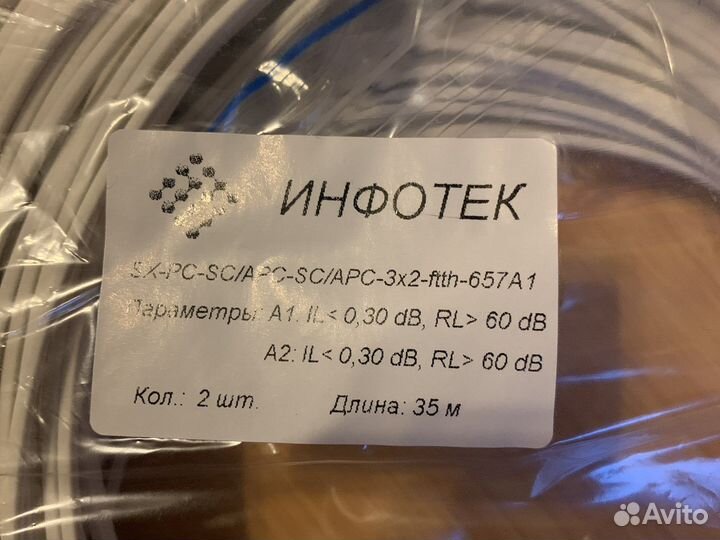 ИНФОТЕК
SX-PC-SC/APC-SC/APC-3x2-ftth-657A1
Параметры: A1: IL< 0,30 dB, RL> 60 dB
A2: IL< 0,30 dB, RL> 60 dB
Кол.: 2 шт. Длина: 35 м
Avito